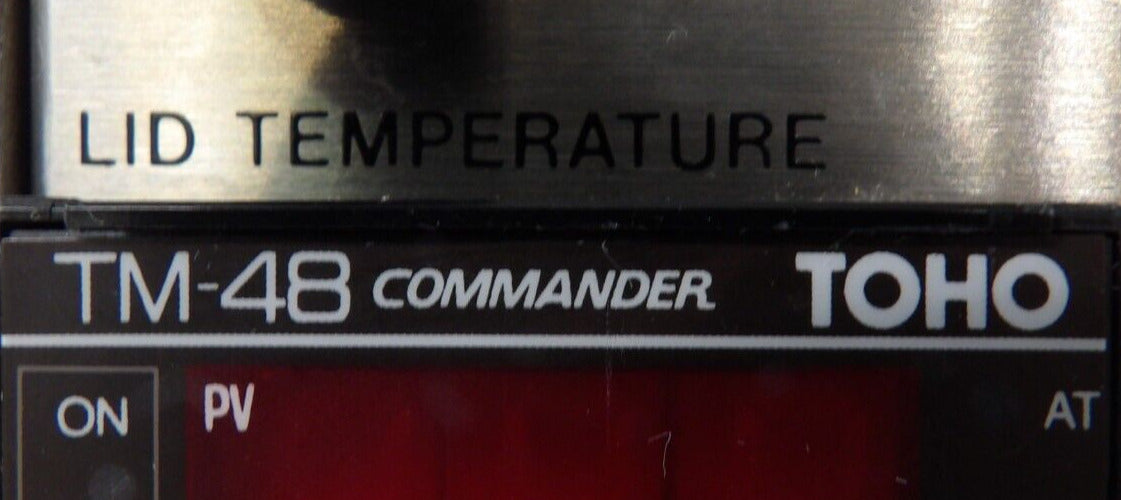 LID TEMPERATURE
TM-48 COMMANDER TOHO
ON PV AT